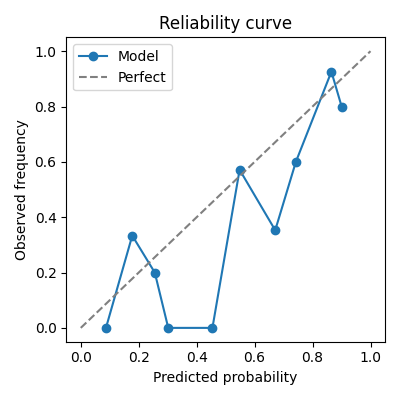 Reliability curve
Model
Perfect
Observed frequency
1.0
0.8
0.6
0.4
0.2
0.0
0.0 0.2 0.4 0.6 0.8 1.0
Predicted probability